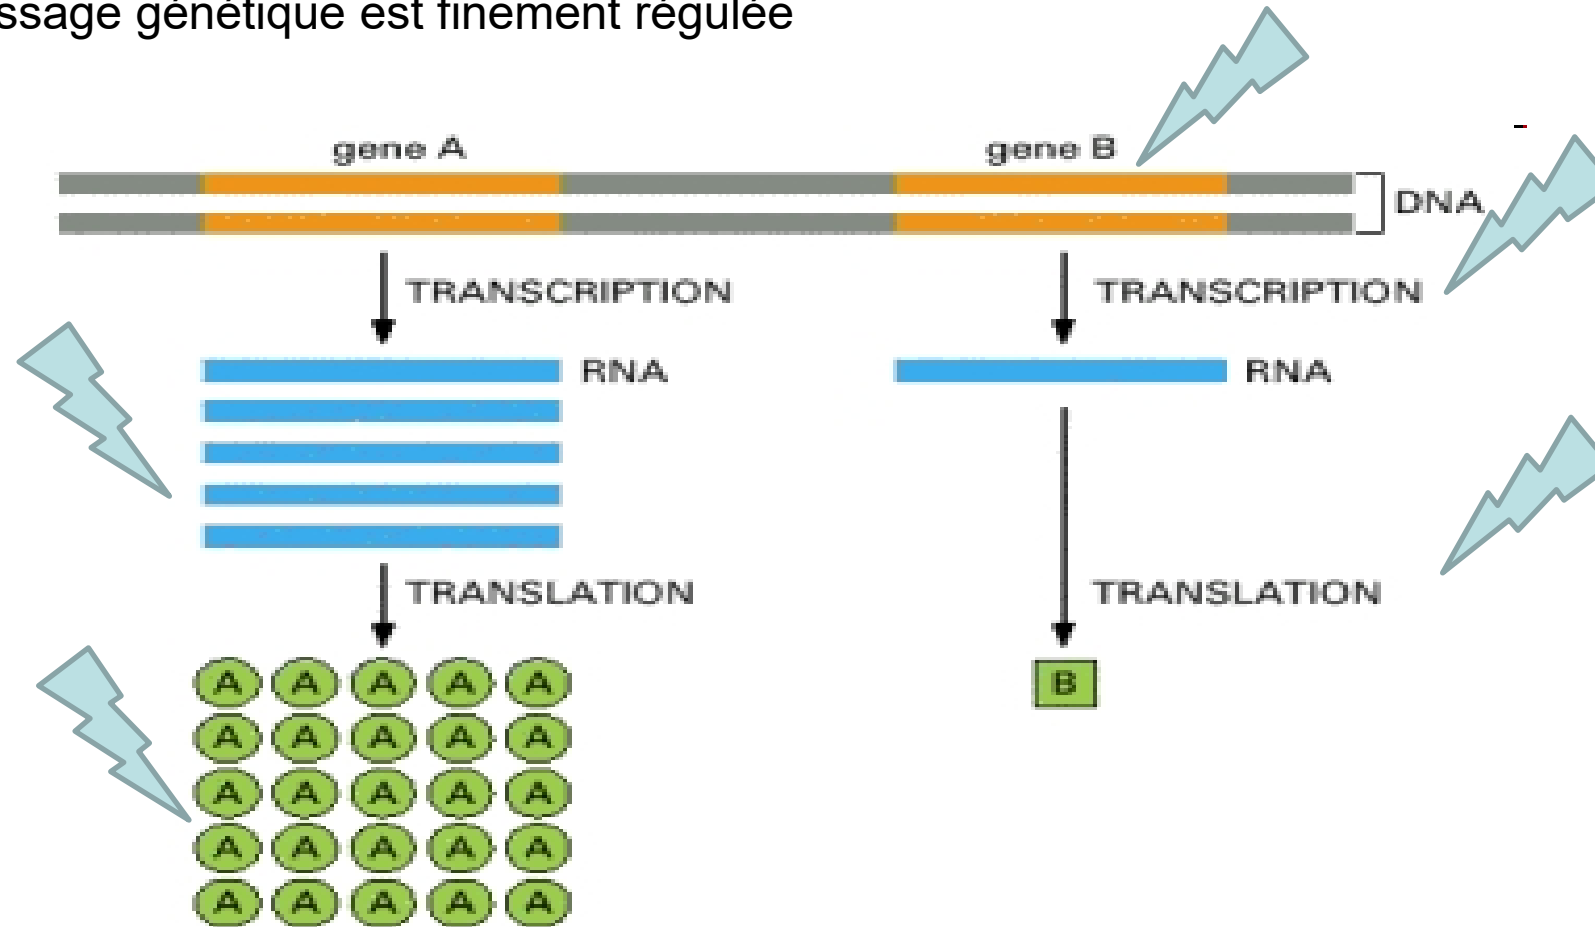 ssage génétique est finement régulée
gene A
gene B
DNA
TRANSCRIPTION
TRANSCRIPTION
RNA
RNA
TRANSLATION
TRANSLATION
A A A A A
B
A A A A A
A A A A A
A A A A A
A A A A A